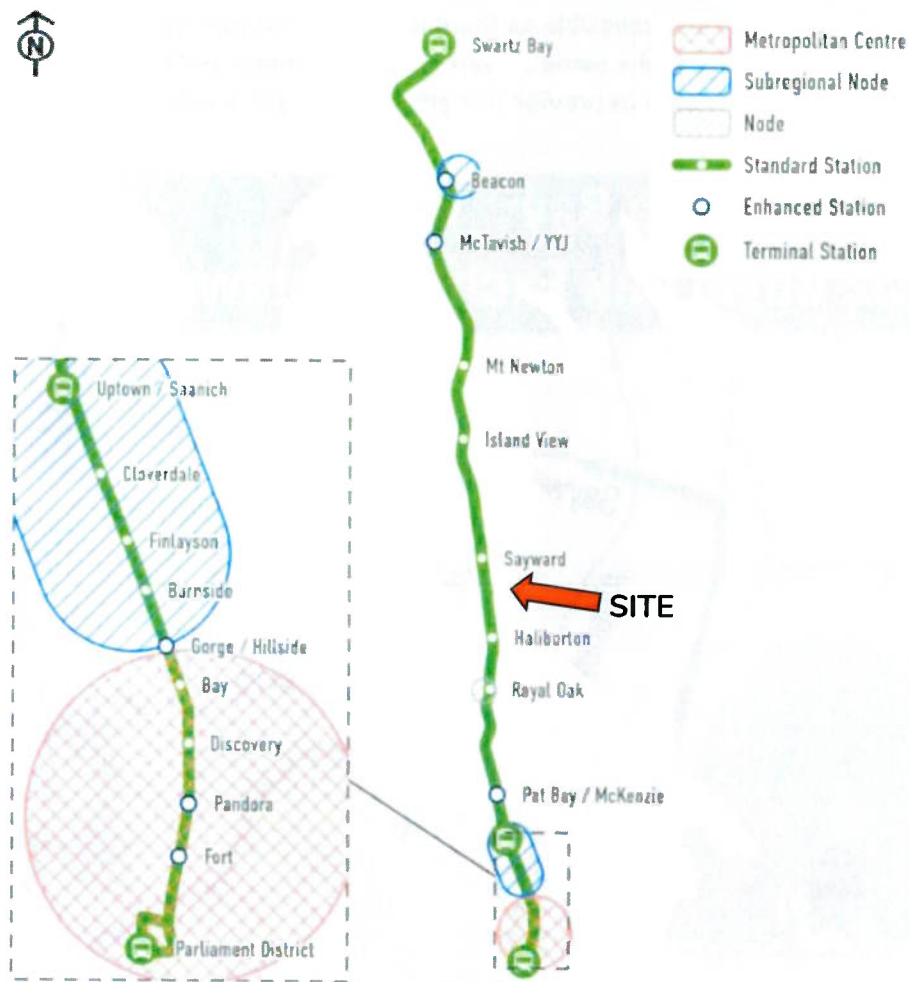 N
Swartz Bay
Beacon
McTavish / YYJ
Mt Newton
Island View
Sayward
SITE
Haliburton
Royal Oak
Pat Bay / McKenzie
Metropolitan Centre
Subregional Node
Node
Standard Station
Enhanced Station
Terminal Station
Uptown / Saanich
Cloverdale
Finlayson
Burnside
Gorge / Hillside
Bay
Discovery
Pandora
Fort
Parliament District